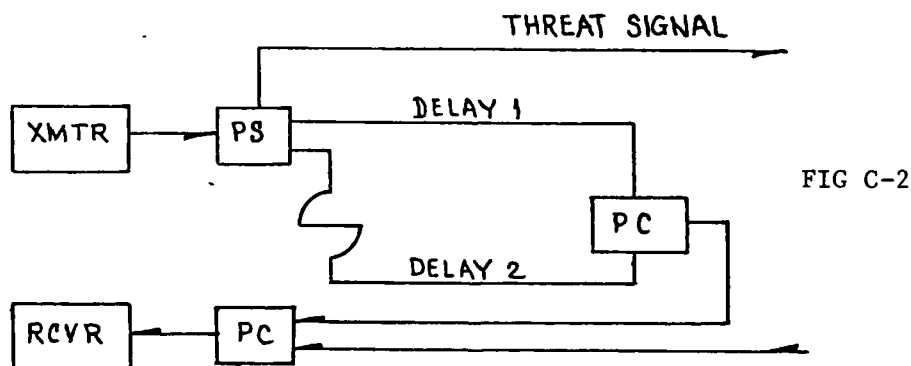 THREAT SIGNAL
XMTR
PS
DELAY 1
FIG C-2
PC
DELAY 2
RCVR
PC